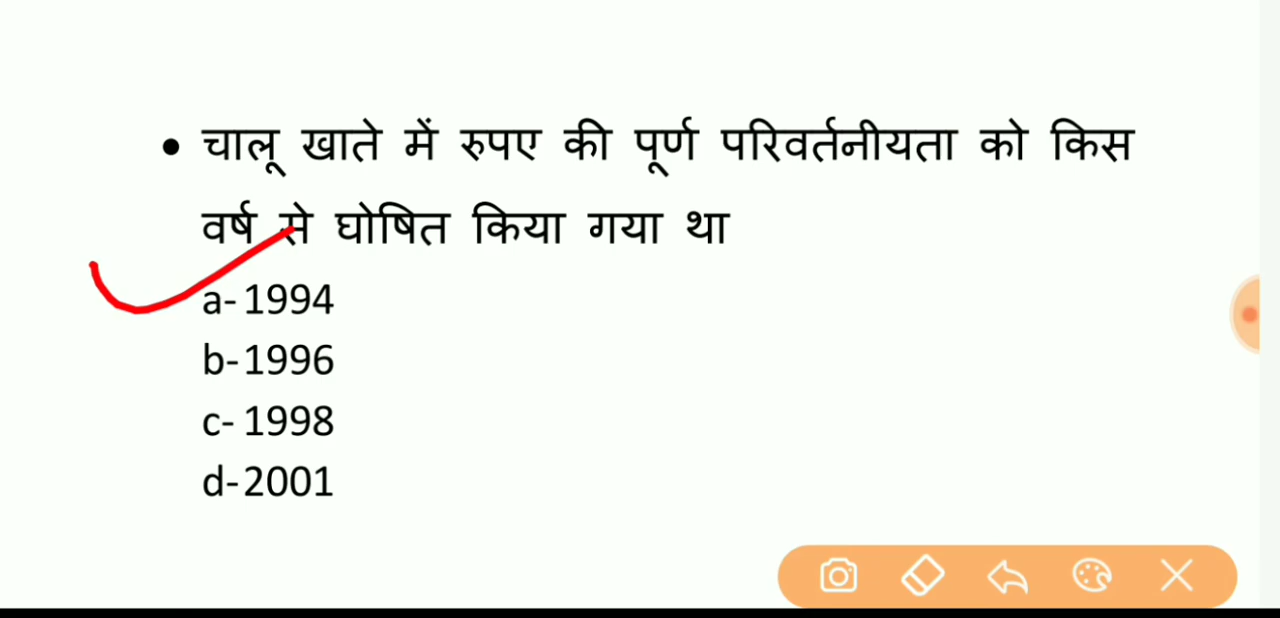 • चालू खाते में रुपए की पूर्ण परिवर्तनीयता को किस
वर्ष से घोषित किया गया था
a-1994
b-1996
c-1998
d-2001